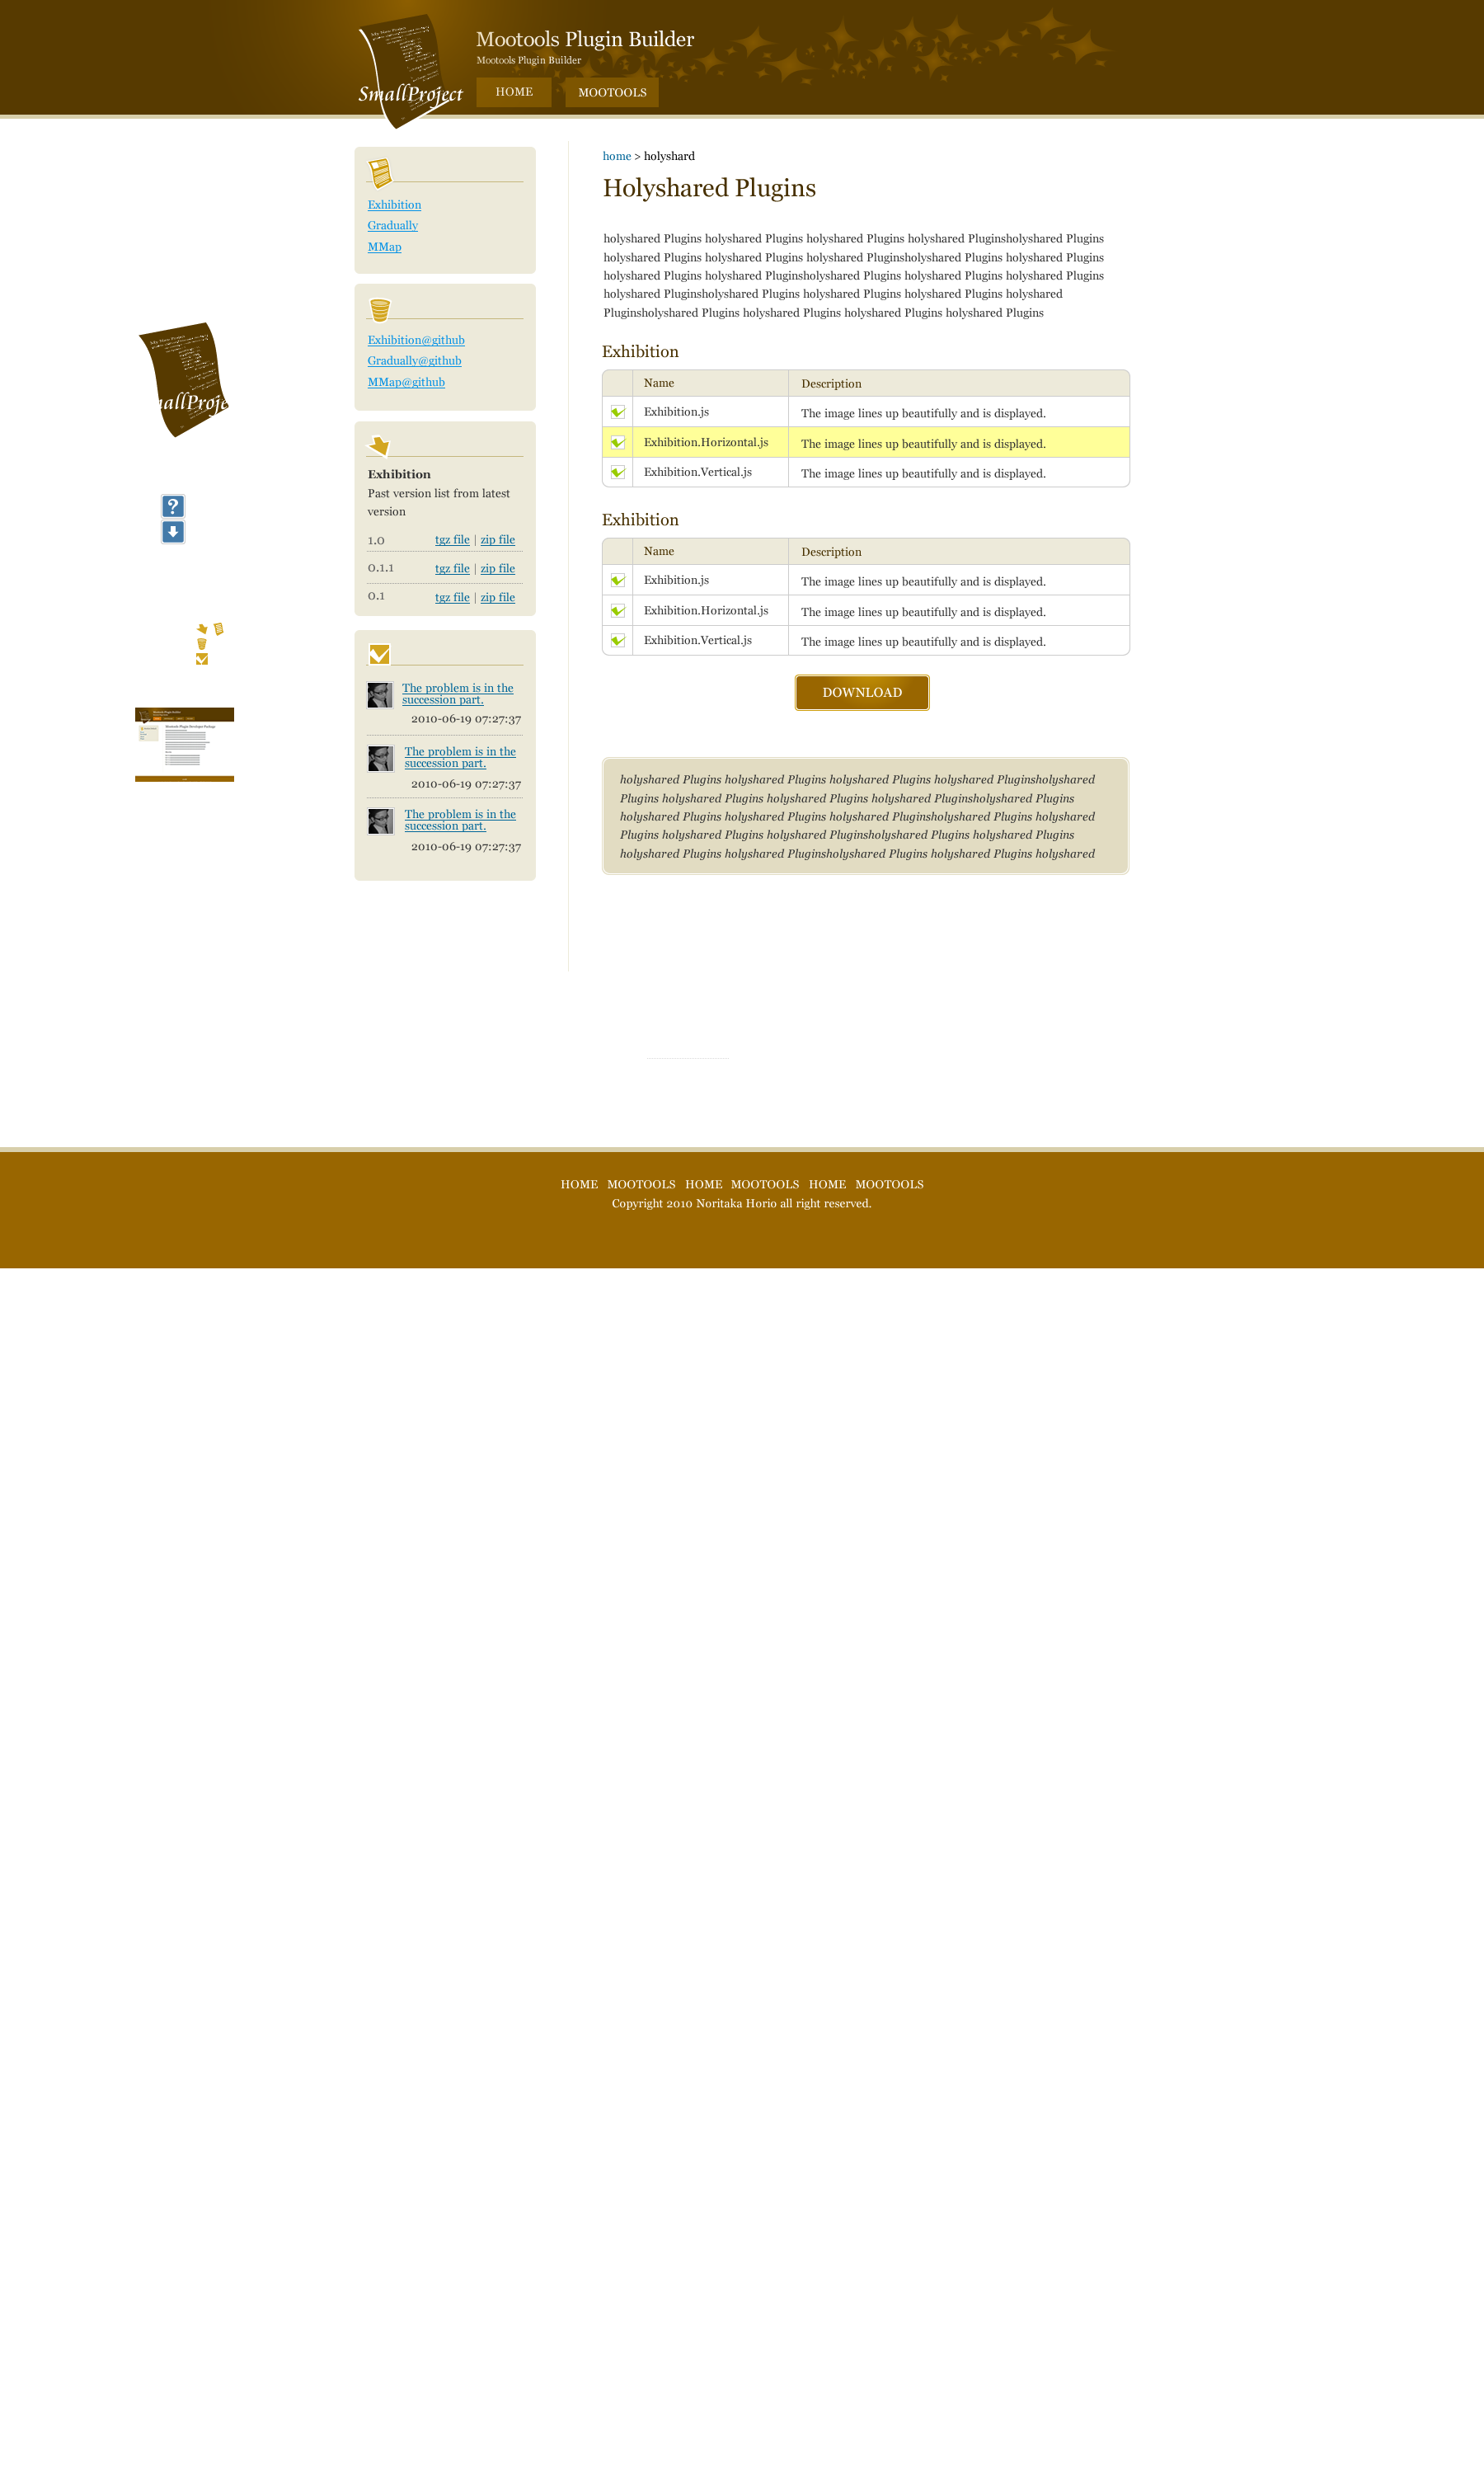 Mootools Plugin Builder
Mootools Plugin Builder
SmallProject
HOME MOOTOOLS
Exhibition
Gradually
MMap
Exhibition@github
Gradually@github
MMap@github
Exhibition
Past version list from latest
version
1.0 tgz file | zip file
0.1.1 tgz file | zip file
0.1 tgz file | zip file
The problem is in the
succession part.
2010-06-19 07:27:37
The problem is in the
succession part.
2010-06-19 07:27:37
The problem is in the
succession part.
2010-06-19 07:27:37
home > holyshard
Holyshared Plugins
holyshared Plugins holyshared Plugins holyshared Plugins holyshared Pluginsholyshared Plugins
holyshared Plugins holyshared Plugins holyshared Pluginsholyshared Plugins holyshared Plugins
holyshared Plugins holyshared Pluginsholyshared Plugins holyshared Plugins holyshared Plugins
holyshared Pluginsholyshared Plugins holyshared Plugins holyshared Plugins holyshared
Pluginsholyshared Plugins holyshared Plugins holyshared Plugins holyshared Plugins
Exhibition
Name Description
Exhibition.js The image lines up beautifully and is displayed.
Exhibition.Horizontal.js The image lines up beautifully and is displayed.
Exhibition.Vertical.js The image lines up beautifully and is displayed.
Exhibition
Name Description
Exhibition.js The image lines up beautifully and is displayed.
Exhibition.Horizontal.js The image lines up beautifully and is displayed.
Exhibition.Vertical.js The image lines up beautifully and is displayed.
DOWNLOAD
holyshared Plugins holyshared Plugins holyshared Plugins holyshared Pluginsholyshared
Plugins holyshared Plugins holyshared Plugins holyshared Pluginsholyshared Plugins
holyshared Plugins holyshared Plugins holyshared Pluginsholyshared Plugins holyshared
Plugins holyshared Plugins holyshared Pluginsholyshared Plugins holyshared Plugins
holyshared Plugins holyshared Pluginsholyshared Plugins holyshared Plugins holyshared
HOME MOOTOOLS HOME MOOTOOLS HOME MOOTOOLS
Copyright 2010 Noritaka Horio all right reserved.